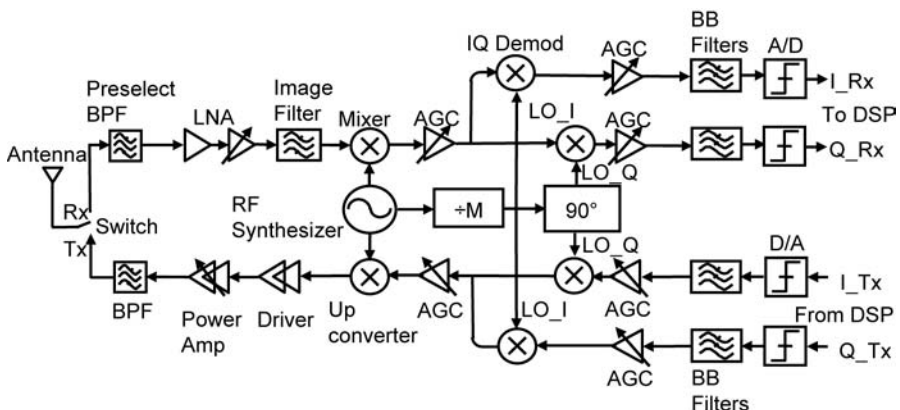 IQ Demod
AGC
BB
Filters
A/D
I_Rx
Preselect
BPF
LNA
Image
Filter
Mixer
AGC
LO_I
AGC
To DSP
Q_Rx
Antenna
LO_Q
Rx
Switch
Tx
RF
Synthesizer
÷M
90°
LO_Q
D/A
I_Tx
BPF
Power
Amp
Driver
Up
converter
AGC
LO_I
AGC
From DSP
Q_Tx
AGC
BB
Filters